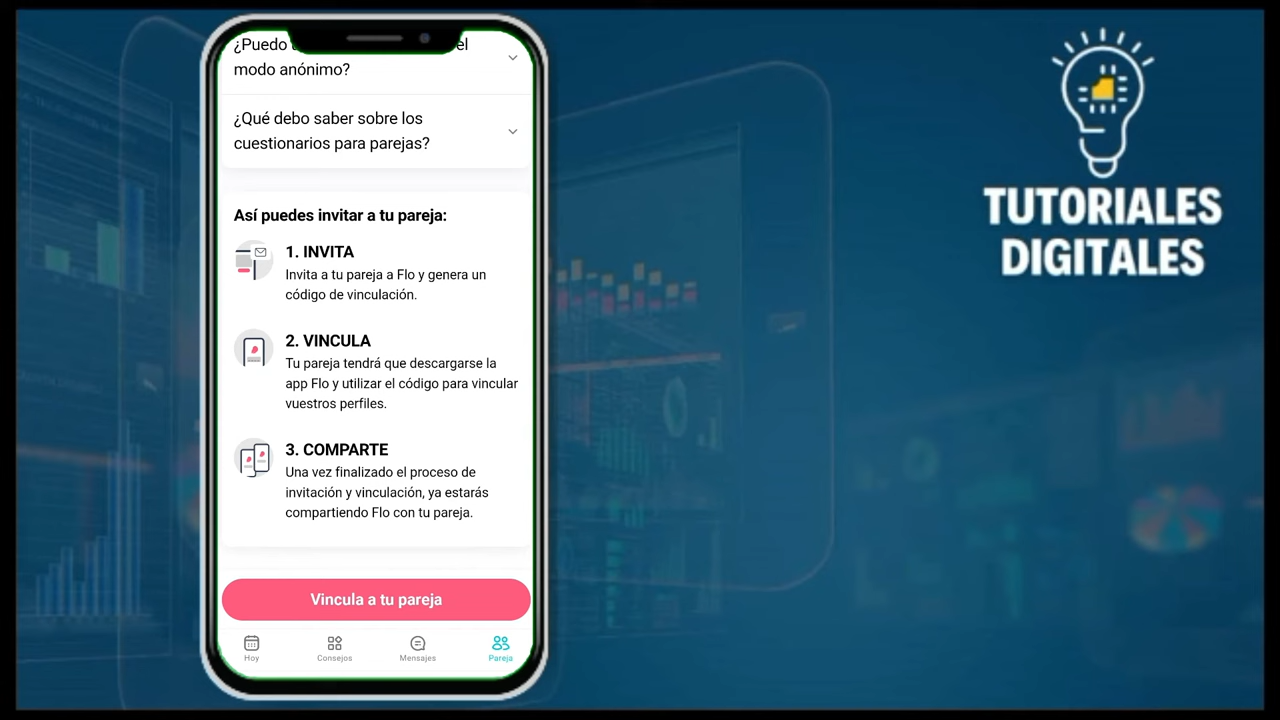 ¿Puedo el
modo anónimo?
¿Qué debo saber sobre los
cuestionarios para parejas?
Así puedes invitar a tu pareja:
1. INVITA
Invita a tu pareja a Flo y genera un
código de vinculación.
2. VINCULA
Tu pareja tendrá que descargarse la
app Flo y utilizar el código para vincular
vuestros perfiles.
3. COMPARTE
Una vez finalizado el proceso de
invitación y vinculación, ya estarás
compartiendo Flo con tu pareja.
Vincula a tu pareja
Hoy
Consejos
Mensajes
Pareja
TUTORIALES
DIGITALES